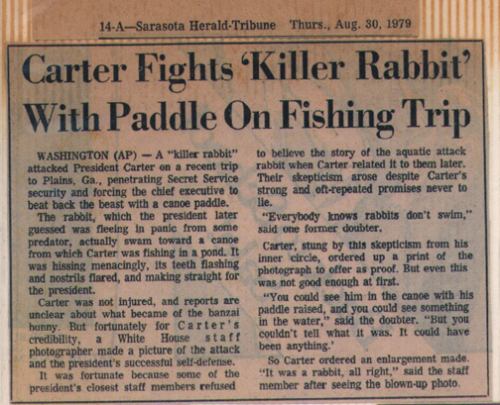 14-A—Sarasota Herald-Tribune Thurs., Aug. 30, 1979
Carter Fights 'Killer Rabbit'
With Paddle On Fishing Trip
WASHINGTON (AP) — A "killer rabbit"
attacked President Carter on a recent trip
to Plains, Ga., penetrating Secret Service
security and forcing the chief executive to
beat back the beast with a canoe paddle.
The rabbit, which the president later
guessed was fleeing in panic from some
predator, actually swam toward a canoe
from which Carter was fishing in a pond. It
was hissing menacingly, its teeth flashing
and nostrils flared, and making straight for
the president.
Carter was not injured, and reports are
unclear about what became of the banzai
bunny. But fortunately for Carter's
credibility, a White House staff
photographer made a picture of the attack
and the president's successful self-defense.
It was fortunate because some of the
president's closest staff members refused
to believe the story of the aquatic attack
rabbit when Carter related it to them later.
Their skepticism arose despite Carter's
strong and oft-repeated promises never to
lie.
"Everybody knows rabbits don't swim,"
said one former doubter.
Carter, stung by this skepticism from his
inner circle, ordered up a print of the
photograph to offer as proof. But even this
was not good enough at first.
"You could see him in the canoe with his
paddle raised, and you could see something
in the water," said the doubter. "But you
couldn't tell what it was. It could have
been anything.'
So Carter ordered an enlargement made.
"It was a rabbit, all right," said the staff
member after seeing the blown-up photo.